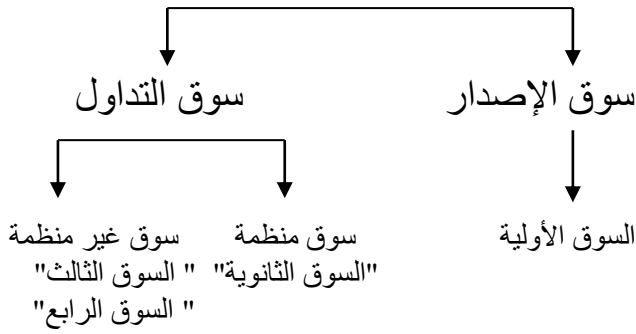 سوق الإصدار
سوق التداول
السوق الأولية
سوق منظمة
"السوق الثانوية"
سوق غير منظمة
" السوق الثالث"
" السوق الرابع"